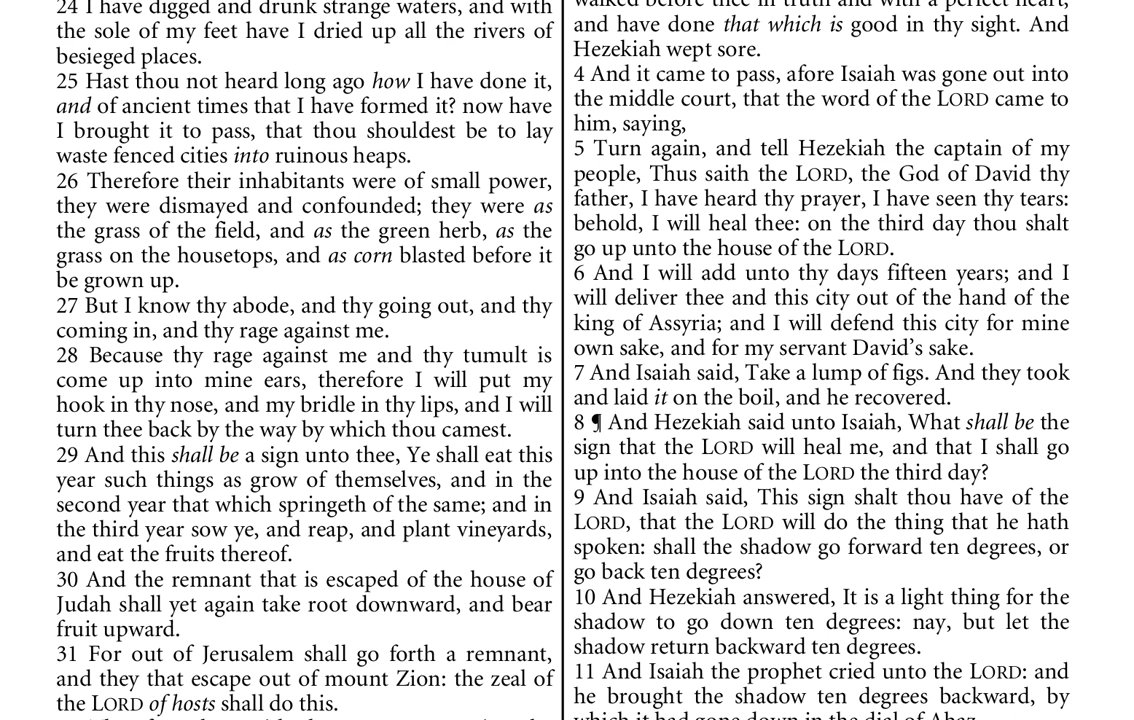 24 I have digged and drunk strange waters, and with
the sole of my feet have I dried up all the rivers of
besieged places.
25 Hast thou not heard long ago how I have done it,
and of ancient times that I have formed it? now have
I brought it to pass, that thou shouldest be to lay
waste fenced cities into ruinous heaps.
26 Therefore their inhabitants were of small power,
they were dismayed and confounded; they were as
the grass of the field, and as the green herb, as the
grass on the housetops, and as corn blasted before it
be grown up.
27 But I know thy abode, and thy going out, and thy
coming in, and thy rage against me.
28 Because thy rage against me and thy tumult is
come up into mine ears, therefore I will put my
hook in thy nose, and my bridle in thy lips, and I will
turn thee back by the way by which thou camest.
29 And this shall be a sign unto thee, Ye shall eat this
year such things as grow of themselves, and in the
second year that which springeth of the same; and in
the third year sow ye, and reap, and plant vineyards,
and eat the fruits thereof.
30 And the remnant that is escaped of the house of
Judah shall yet again take root downward, and bear
fruit upward.
31 For out of Jerusalem shall go forth a remnant,
and they that escape out of mount Zion: the zeal of
the LORD of hosts shall do this.
walked before thee in truth and with a perfect heart,
and have done that which is good in thy sight. And
Hezekiah wept sore.
4 And it came to pass, afore Isaiah was gone out into
the middle court, that the word of the LORD came to
him, saying,
5 Turn again, and tell Hezekiah the captain of my
people, Thus saith the LORD, the God of David thy
father, I have heard thy prayer, I have seen thy tears:
behold, I will heal thee: on the third day thou shalt
go up unto the house of the LORD.
6 And I will add unto thy days fifteen years; and I
will deliver thee and this city out of the hand of the
king of Assyria; and I will defend this city for mine
own sake, and for my servant David’s sake.
7 And Isaiah said, Take a lump of figs. And they took
and laid it on the boil, and he recovered.
8 ¶ And Hezekiah said unto Isaiah, What shall be the
sign that the LORD will heal me, and that I shall go
up into the house of the LORD the third day?
9 And Isaiah said, This sign shalt thou have of the
LORD, that the LORD will do the thing that he hath
spoken: shall the shadow go forward ten degrees, or
go back ten degrees?
10 And Hezekiah answered, It is a light thing for the
shadow to go down ten degrees: nay, but let the
shadow return backward ten degrees.
11 And Isaiah the prophet cried unto the LORD: and
he brought the shadow ten degrees backward, by
which it had gone down in the dial of Ahaz.